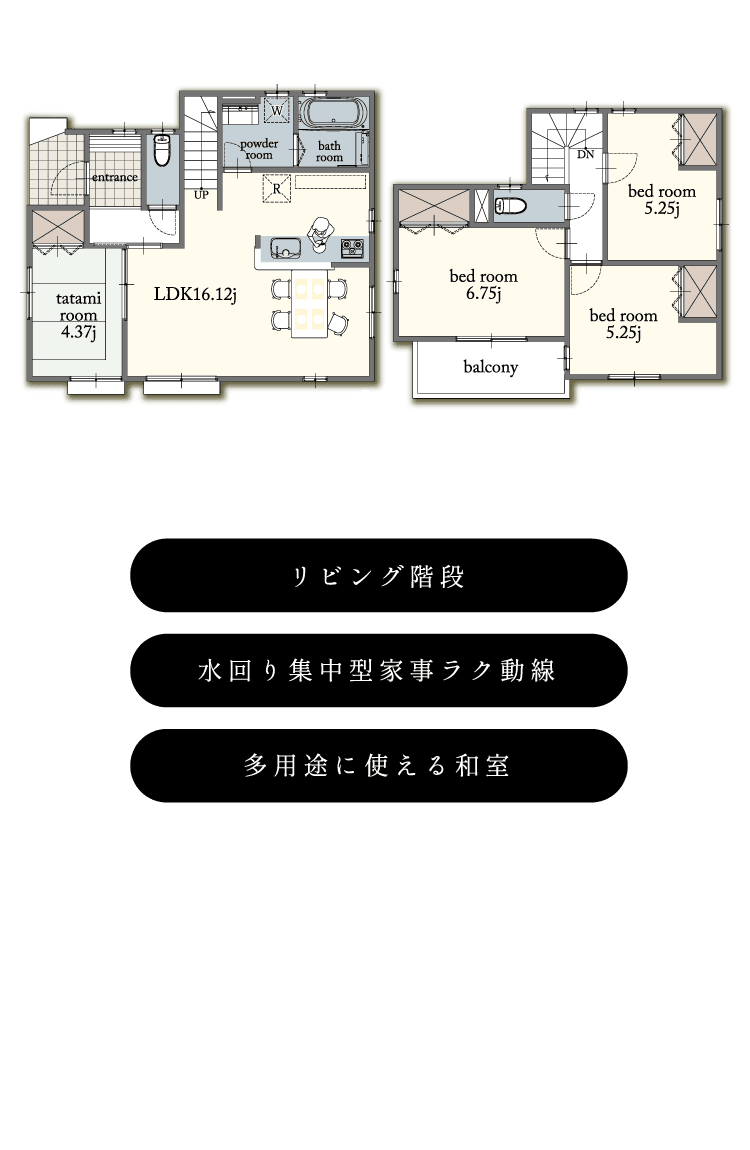 W
powder
room
bath
room
entrance
UP
R
LDK16.12j
tatami
room
4.37j
DN
bed room
5.25j
bed room
6.75j
bed room
5.25j
balcony
リビング階段
水回り集中型家事ラク動線
多用途に使える和室